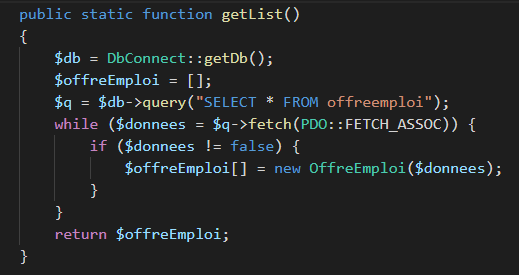 public static function getList()
{
    $db = DbConnect::getDb();
    $offreEmploi = [];
    $q = $db->query("SELECT * FROM offreemploi");
    while ($donnees = $q->fetch(PDO::FETCH_ASSOC)) {
        if ($donnees != false) {
            $offreEmploi[] = new OffreEmploi($donnees);
        }
    }
    return $offreEmploi;
}